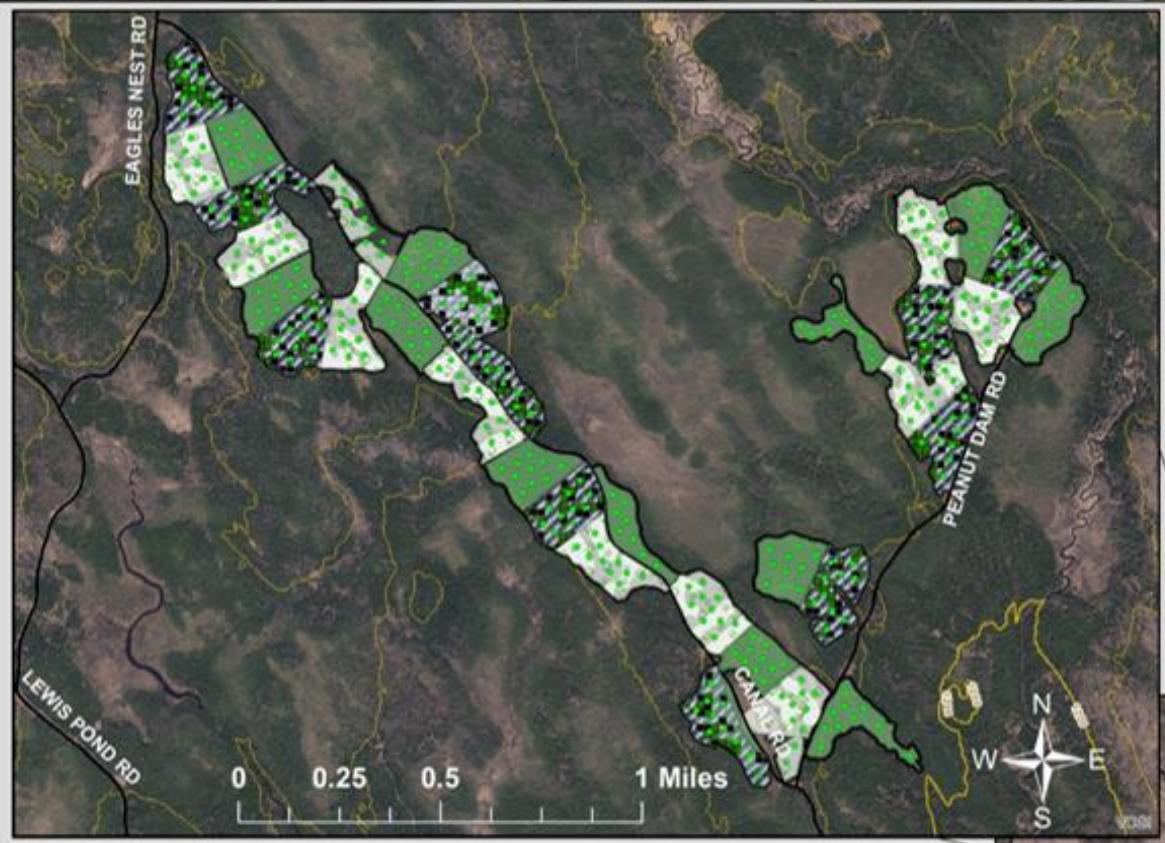 EAGLES NEST RD
PEANUT DAM RD
CANAL RD
LEWIS POND RD
0 0.25 0.5 1 Miles
N
W E
S